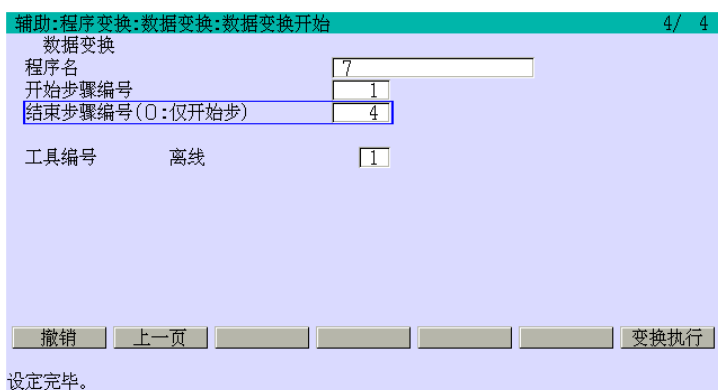 辅助:程序变换:数据变换:数据变换开始 4/ 4
数据变换
程序名 7
开始步骤编号 1
结束步骤编号(0:仅开始步) 4
工具编号 离线 1
撤销 上一页 变换执行
设定完毕。